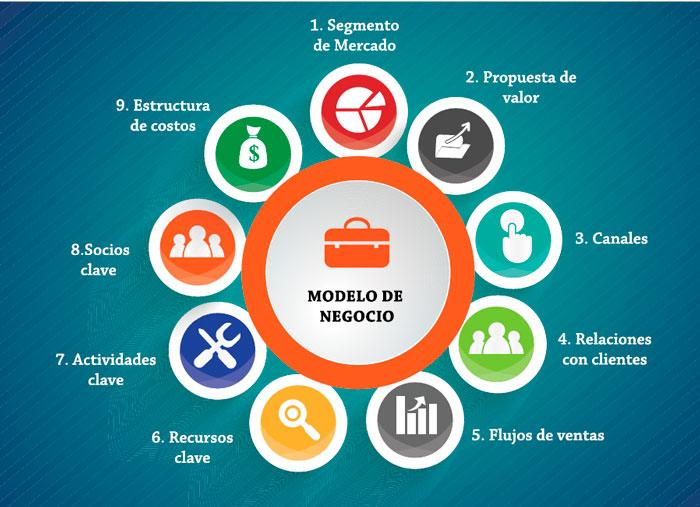 1. Segmento
de Mercado
2. Propuesta de
valor
3. Canales
4. Relaciones
con clientes
5. Flujos de ventas
6. Recursos
clave
7. Actividades
clave
8.Socios
clave
9. Estructura
de costos
$
MODELO DE
NEGOCIO